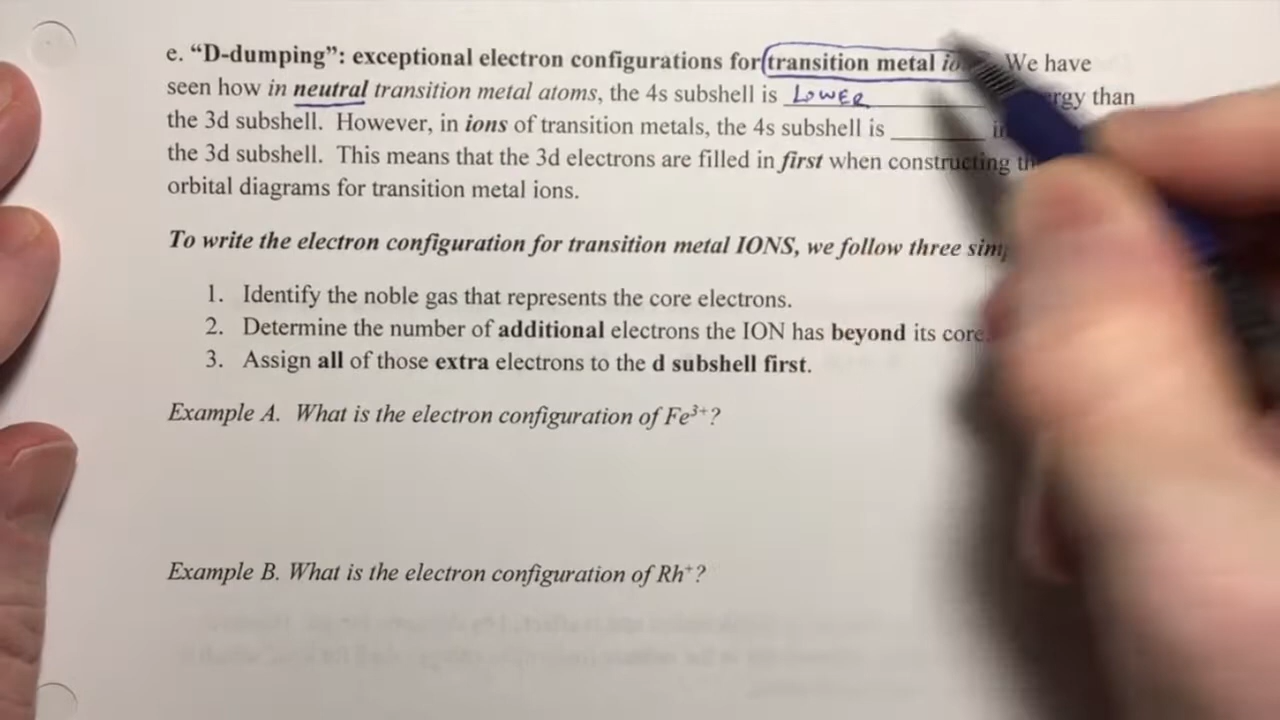 e. “D-dumping”: exceptional electron configurations for transition metal We have
seen how in neutral transition metal atoms, the 4s subshell is LOWER than
the 3d subshell. However, in ions of transition metals, the 4s subshell is ________
the 3d subshell. This means that the 3d electrons are filled in first when constructing
orbital diagrams for transition metal ions.
To write the electron configuration for transition metal IONS, we follow three
1. Identify the noble gas that represents the core electrons.
2. Determine the number of additional electrons the ION has beyond its core.
3. Assign all of those extra electrons to the d subshell first.
Example A. What is the electron configuration of Fe³⁺?
Example B. What is the electron configuration of Rh⁺?